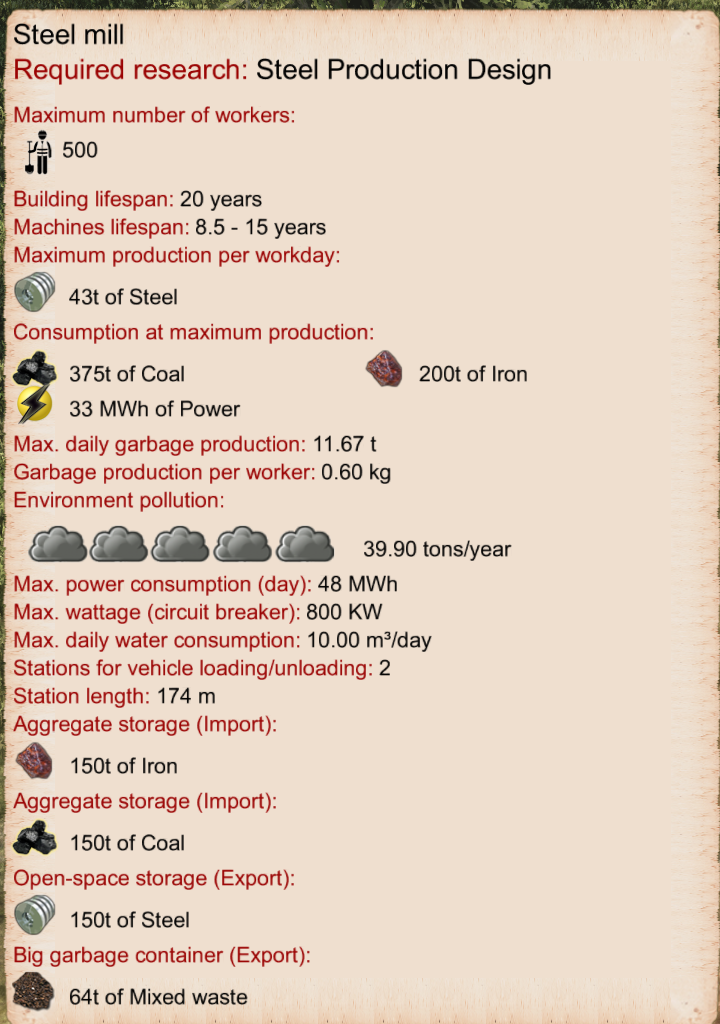 Steel mill
Required research: Steel Production Design
Maximum number of workers:
500
Building lifespan: 20 years
Machines lifespan: 8.5 - 15 years
Maximum production per workday:
43t of Steel
Consumption at maximum production:
375t of Coal 200t of Iron
33 MWh of Power
Max. daily garbage production: 11.67 t
Garbage production per worker: 0.60 kg
Environment pollution:
39.90 tons/year
Max. power consumption (day): 48 MWh
Max. wattage (circuit breaker): 800 KW
Max. daily water consumption: 10.00 m³/day
Stations for vehicle loading/unloading: 2
Station length: 174 m
Aggregate storage (Import):
150t of Iron
Aggregate storage (Import):
150t of Coal
Open-space storage (Export):
150t of Steel
Big garbage container (Export):
64t of Mixed waste